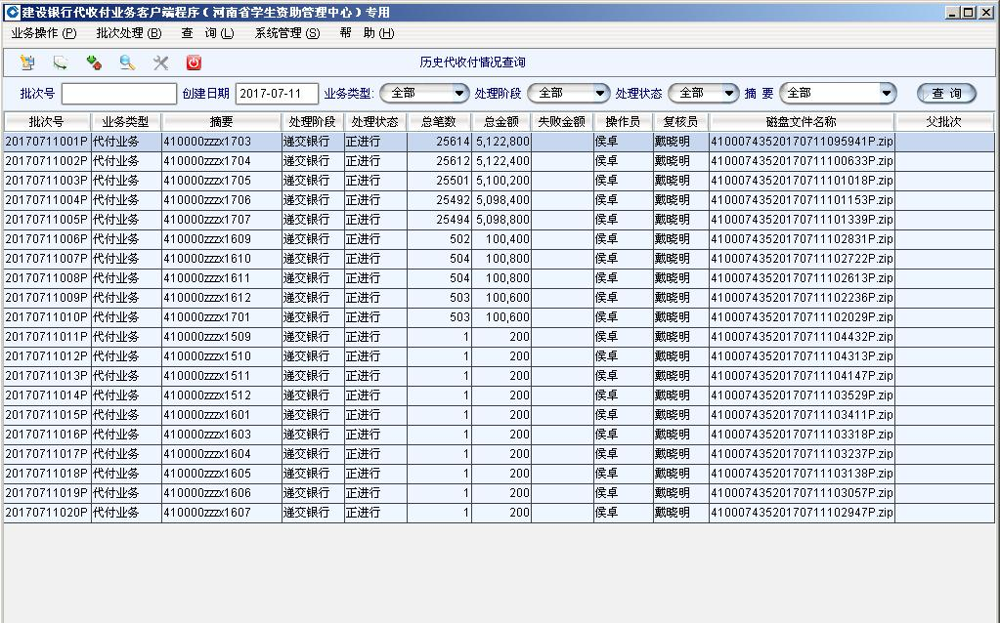 建设银行代收付业务客户端程序（河南省学生资助管理中心）专用
业务操作(P) 批次处理(B) 查 询(L) 系统管理(S) 帮 助(H)
历史代收付情况查询
批次号 创建日期 2017-07-11 业务类型: 全部 处理阶段 全部 处理状态 全部 摘 要 全部 查 询
批次号 业务类型 摘要 处理阶段 处理状态 总笔数 总金额 失败金额 操作员 复核员 磁盘文件名称 父批次
20170711001P 代付业务 410000zzzx1703 递交银行 正进行 25614 5,122,800 侯卓 戴晓明 41000743520170711095941P.zip
20170711002P 代付业务 410000zzzx1704 递交银行 正进行 25612 5,122,400 侯卓 戴晓明 41000743520170711100633P.zip
20170711003P 代付业务 410000zzzx1705 递交银行 正进行 25501 5,100,200 侯卓 戴晓明 41000743520170711101018P.zip
20170711004P 代付业务 410000zzzx1706 递交银行 正进行 25492 5,098,400 侯卓 戴晓明 41000743520170711101153P.zip
20170711005P 代付业务 410000zzzx1707 递交银行 正进行 25494 5,098,800 侯卓 戴晓明 41000743520170711101339P.zip
20170711006P 代付业务 410000zzzx1609 递交银行 正进行 502 100,400 侯卓 戴晓明 41000743520170711102831P.zip
20170711007P 代付业务 410000zzzx1610 递交银行 正进行 504 100,800 侯卓 戴晓明 41000743520170711102722P.zip
20170711008P 代付业务 410000zzzx1611 递交银行 正进行 504 100,800 侯卓 戴晓明 41000743520170711102613P.zip
20170711009P 代付业务 410000zzzx1612 递交银行 正进行 503 100,600 侯卓 戴晓明 41000743520170711102236P.zip
20170711010P 代付业务 410000zzzx1701 递交银行 正进行 503 100,600 侯卓 戴晓明 41000743520170711102029P.zip
20170711011P 代付业务 410000zzzx1509 递交银行 正进行 1 200 侯卓 戴晓明 41000743520170711104432P.zip
20170711012P 代付业务 410000zzzx1510 递交银行 正进行 1 200 侯卓 戴晓明 41000743520170711104313P.zip
20170711013P 代付业务 410000zzzx1511 递交银行 正进行 1 200 侯卓 戴晓明 41000743520170711104147P.zip
20170711014P 代付业务 410000zzzx1512 递交银行 正进行 1 200 侯卓 戴晓明 41000743520170711103529P.zip
20170711015P 代付业务 410000zzzx1601 递交银行 正进行 1 200 侯卓 戴晓明 41000743520170711103411P.zip
20170711016P 代付业务 410000zzzx1603 递交银行 正进行 1 200 侯卓 戴晓明 41000743520170711103318P.zip
20170711017P 代付业务 410000zzzx1604 递交银行 正进行 1 200 侯卓 戴晓明 41000743520170711103237P.zip
20170711018P 代付业务 410000zzzx1605 递交银行 正进行 1 200 侯卓 戴晓明 41000743520170711103138P.zip
20170711019P 代付业务 410000zzzx1606 递交银行 正进行 1 200 侯卓 戴晓明 41000743520170711103057P.zip
20170711020P 代付业务 410000zzzx1607 递交银行 正进行 1 200 侯卓 戴晓明 41000743520170711102947P.zip